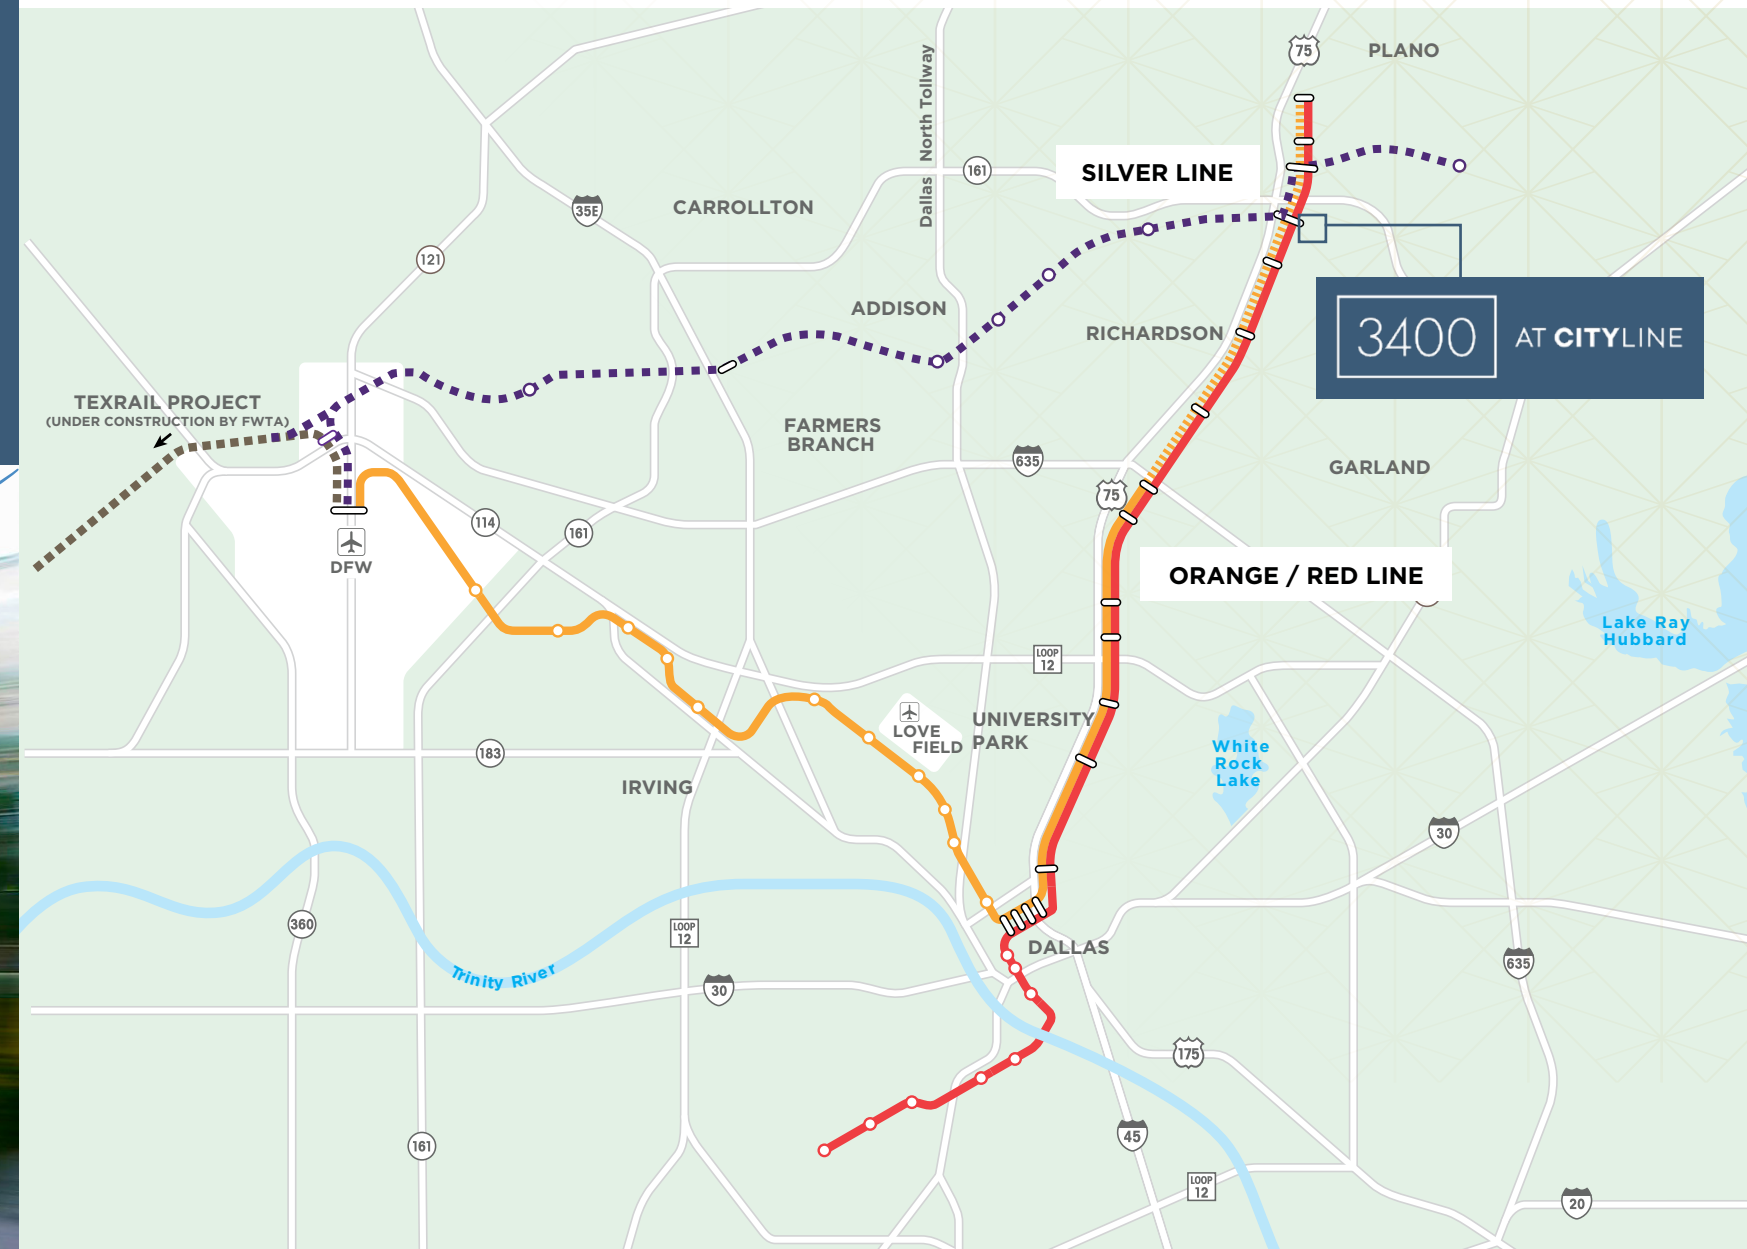 75
PLANO
Dallas North Tollway
161
SILVER LINE
35E
CARROLLTON
121
ADDISON
RICHARDSON
3400 AT CITYLINE
TEXRAIL PROJECT
(UNDER CONSTRUCTION BY FWTA)
FARMERS
BRANCH
635
GARLAND
75
114
161
DFW
ORANGE / RED LINE
Lake Ray
Hubbard
LOOP
12
LOVE
FIELD
UNIVERSITY
PARK
183
White
Rock
Lake
IRVING
30
360
LOOP
12
DALLAS
635
Trinity River
30
175
45
161
LOOP
12
20